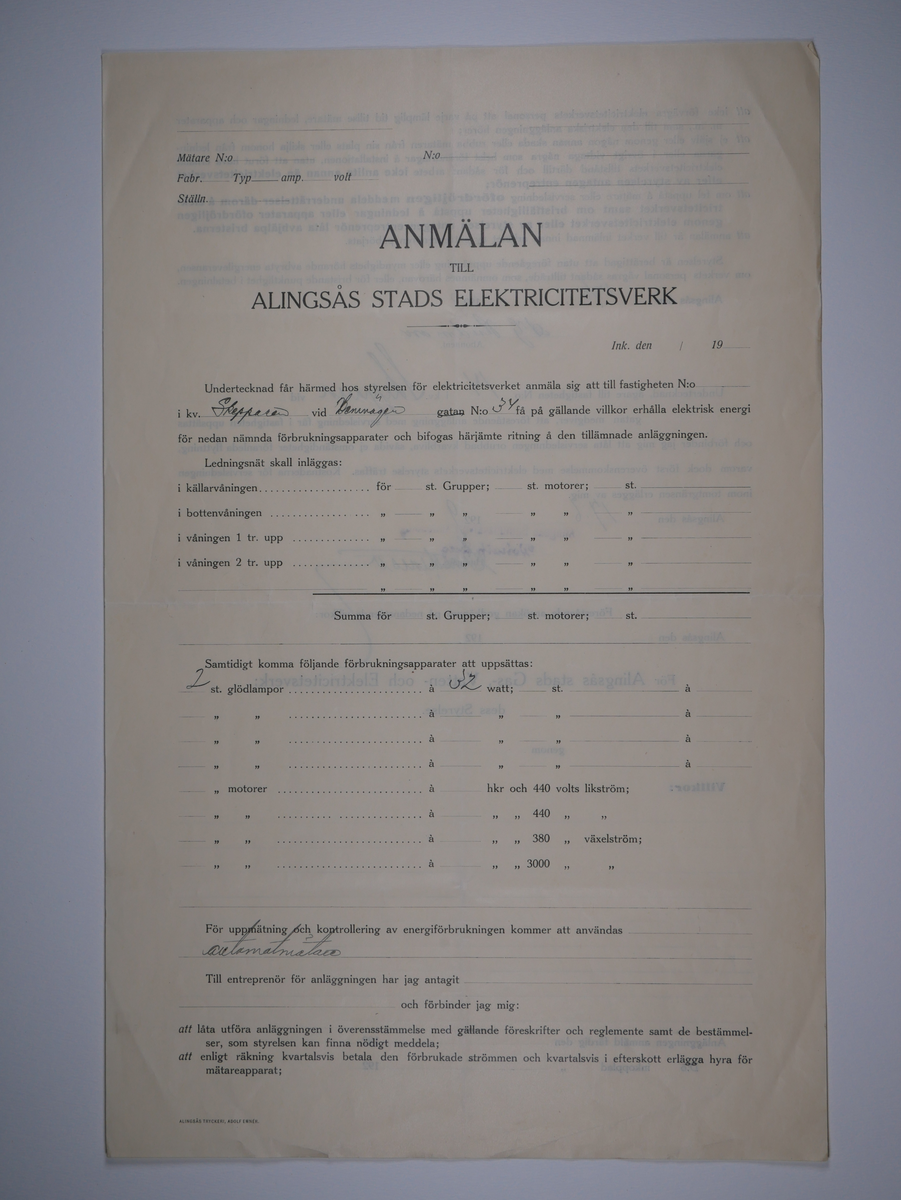 Mätare N:o N:o
Fabr. Typ amp. volt
Ställn.
ANMÄLAN
TILL
ALINGSÅS STADS ELEKTRICITETSVERK
Ink. den / 19
Undertecknad får härmed hos styrelsen för elektricitetsverket anmäla sig att till fastigheten N:o
i kv. Skepparen vid gatan N:o 34 få på gällande villkor erhålla elektrisk energi
för nedan nämnda förbrukningsapparater och bifogas härjämte ritning å den tillämnade anläggningen.
Ledningsnät skall inläggas:
i källarvåningen................... för st. Grupper; st. motorer; st.
i bottenvåningen .................. „ „ „ „ „ „
i våningen 1 tr. upp .............. „ „ „ „ „ „
i våningen 2 tr. upp .............. „ „ „ „ „ „
„ „ „ „ „ „
Summa för st. Grupper; st. motorer; st.
Samtidigt komma följande förbrukningsapparater att uppsättas:
2 st. glödlampor ........................ à 32 watt; st. à
„ „ ........................ à „ „ à
„ „ ........................ à „ „ à
„ „ ........................ à „ „ à
„ motorer .......................... à hkr och 440 volts likström;
„ „ .......................... à „ „ 440 „ „
„ „ .......................... à „ „ 380 „ växelström;
„ „ .......................... à „ „ 3000 „ „
För uppmätning och kontrollering av energiförbrukningen kommer att användas
automatmätare
Till entreprenör för anläggningen har jag antagit
och förbinder jag mig:
att låta utföra anläggningen i överensstämmelse med gällande föreskrifter och reglemente samt de bestämmel-
ser, som styrelsen kan finna nödigt meddela;
att enligt räkning kvartalsvis betala den förbrukade strömmen och kvartalsvis i efterskott erlägga hyra för
mätareapparat;
ALINGSÅS TRYCKERI, ADOLF EMNÉR.